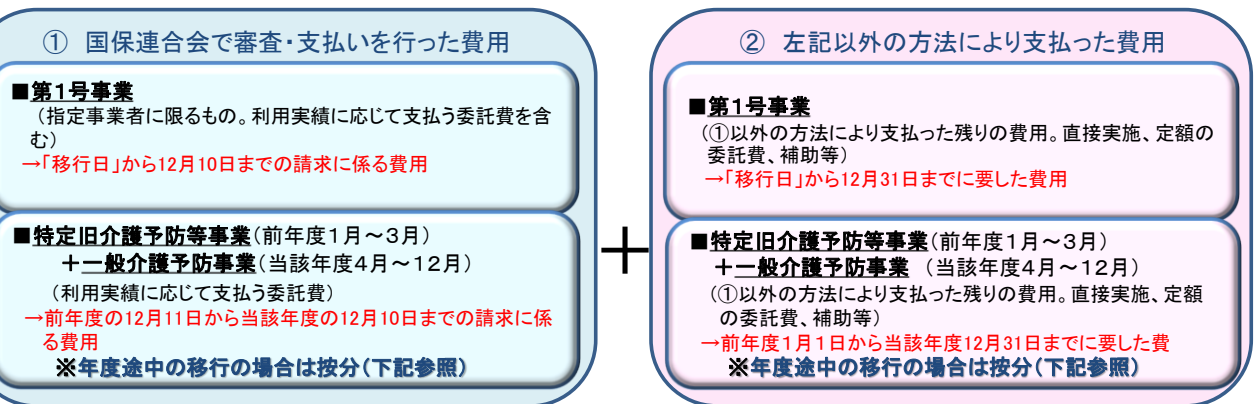 ① 国保連合会で審査・支払いを行った費用
■第1号事業
（指定事業者に限るもの。利用実績に応じて支払う委託費を含
む）
→「移行日」から12月10日までの請求に係る費用
■特定旧介護予防等事業（前年度１月～３月）
＋一般介護予防事業（当該年度４月～１２月）
（利用実績に応じて支払う委託費）
→前年度の12月11日から当該年度の12月10日までの請求に係
る費用
※年度途中の移行の場合は按分（下記参照）
＋
② 左記以外の方法により支払った費用
■第1号事業
（①以外の方法により支払った残りの費用。直接実施、定額の
委託費、補助等）
→「移行日」から12月31日までに要した費用
■特定旧介護予防等事業（前年度１月～３月）
＋一般介護予防事業 （当該年度４月～１２月）
（①以外の方法により支払った残りの費用。直接実施、定額
の委託費、補助等）
→前年度1月1日から当該年度12月31日までに要した費
※年度途中の移行の場合は按分（下記参照）